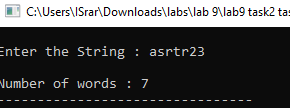 C:\Users\ISrar\Downloads\labs\lab 9\lab9 task2 tas
Enter the String : asrtr23
Number of words : 7
--------------------------------